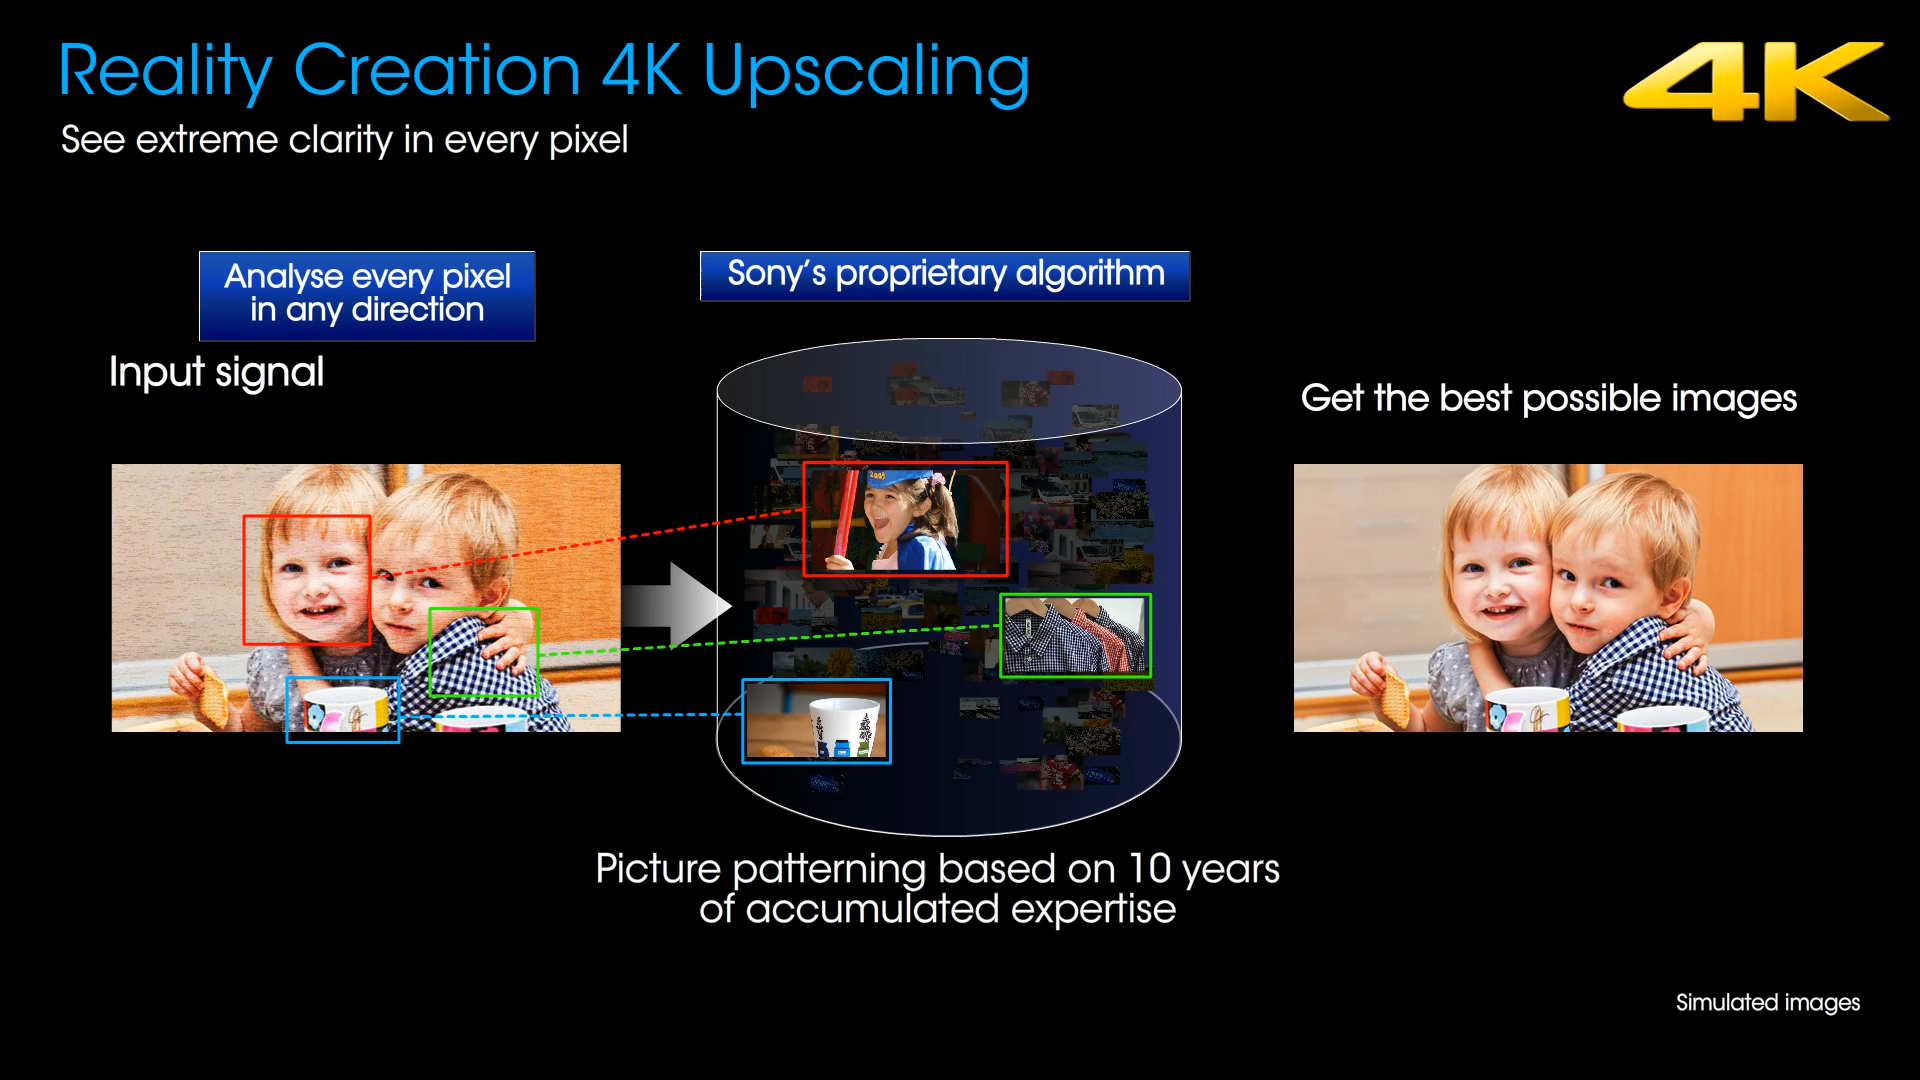 Reality Creation 4K Upscaling
4K
See extreme clarity in every pixel
Analyse every pixel
in any direction
Sony's proprietary algorithm
Input signal
Get the best possible images
2009
Picture patterning based on 10 years
of accumulated expertise
Simulated images